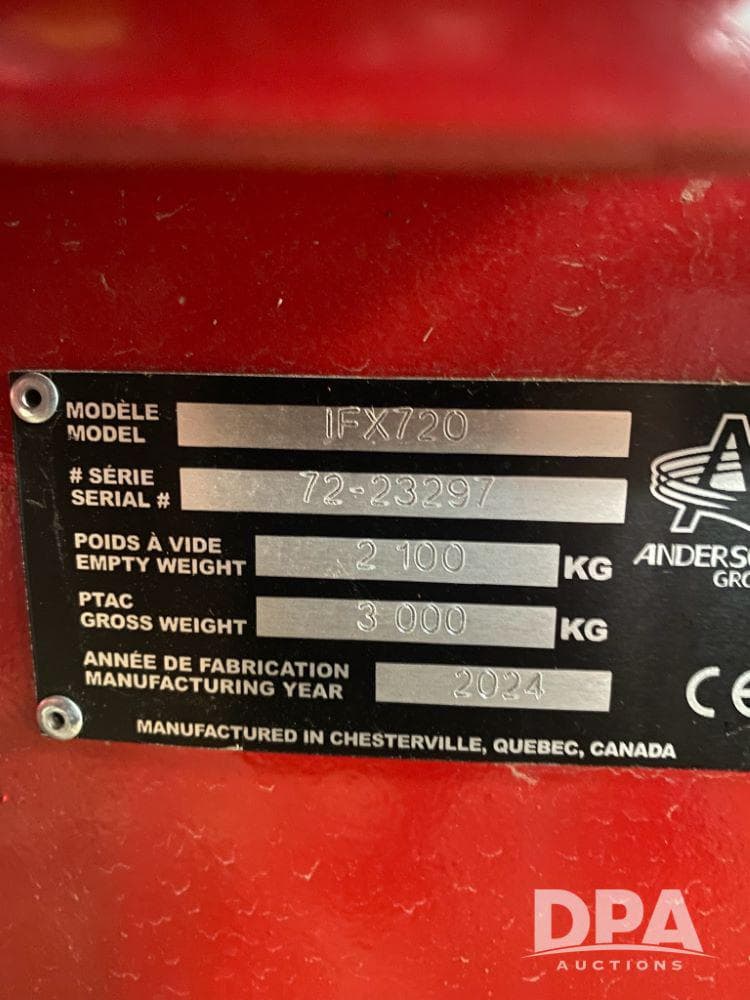 MODÈLE
MODEL
IFX720
# SÉRIE
SERIAL #
72-23297
POIDS À VIDE
EMPTY WEIGHT
2 100
KG
PTAC
GROSS WEIGHT
3 000
KG
ANNÉE DE FABRICATION
MANUFACTURING YEAR
2024
MANUFACTURED IN CHESTERVILLE, QUEBEC, CANADA
CE
DPA
AUCTIONS